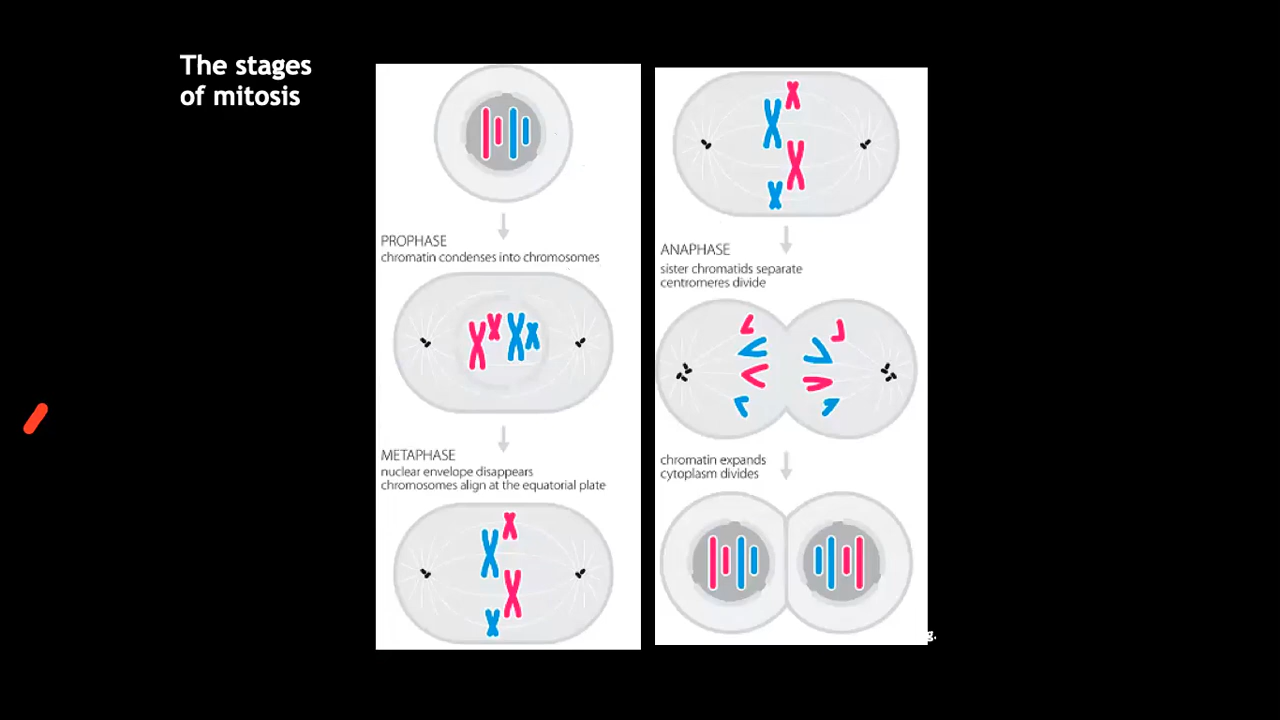 The stages
of mitosis
PROPHASE
chromatin condenses into chromosomes
METAPHASE
nuclear envelope disappears
chromosomes align at the equatorial plate
ANAPHASE
sister chromatids separate
centromeres divide
chromatin expands
cytoplasm divides
g.